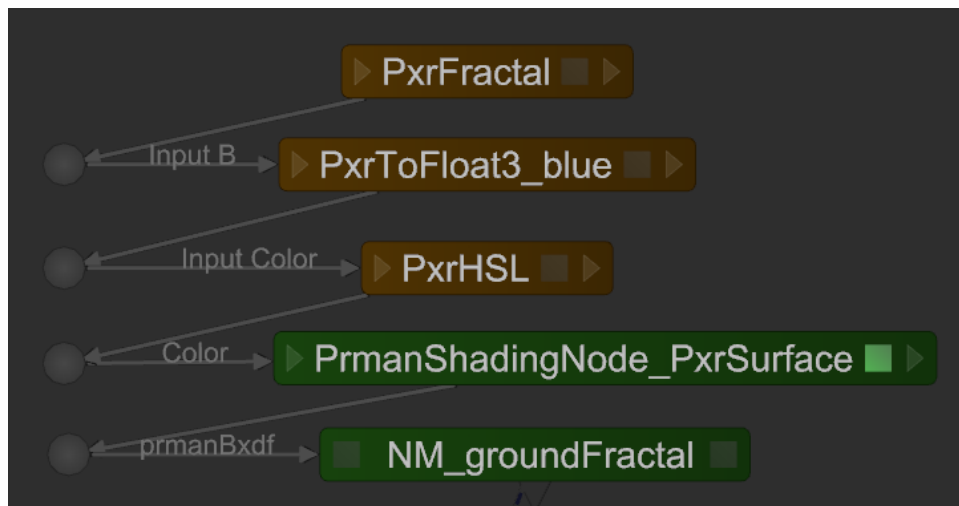 PxrFractal
Input B
PxrToFloat3_blue
Input Color
PxrHSL
Color
PrmanShadingNode_PxrSurface
prmanBxdf
NM_groundFractal